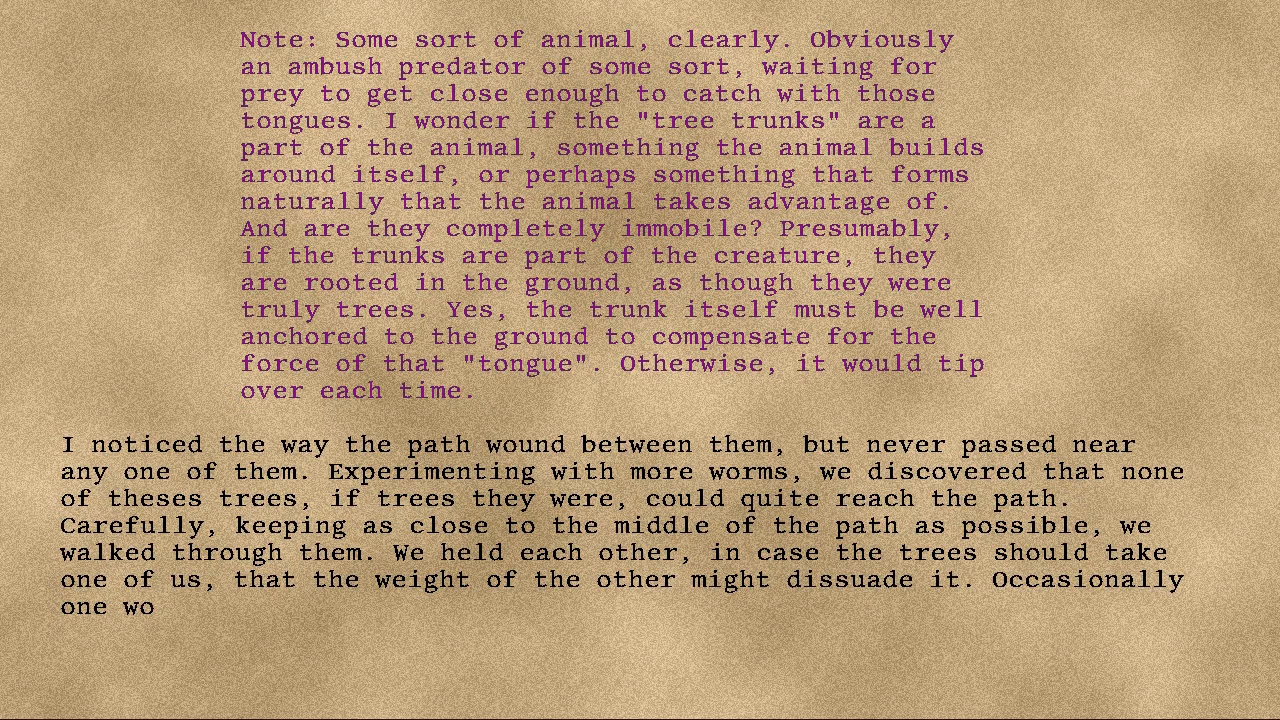 Note: Some sort of animal, clearly. Obviously
an ambush predator of some sort, waiting for
prey to get close enough to catch with those
tongues. I wonder if the "tree trunks" are a
part of the animal, something the animal builds
around itself, or perhaps something that forms
naturally that the animal takes advantage of.
And are they completely immobile? Presumably,
if the trunks are part of the creature, they
are rooted in the ground, as though they were
truly trees. Yes, the trunk itself must be well
anchored to the ground to compensate for the
force of that "tongue". Otherwise, it would tip
over each time.
I noticed the way the path wound between them, but never passed near
any one of them. Experimenting with more worms, we discovered that none
of theses trees, if trees they were, could quite reach the path.
Carefully, keeping as close to the middle of the path as possible, we
walked through them. We held each other, in case the trees should take
one of us, that the weight of the other might dissuade it. Occasionally
one wo